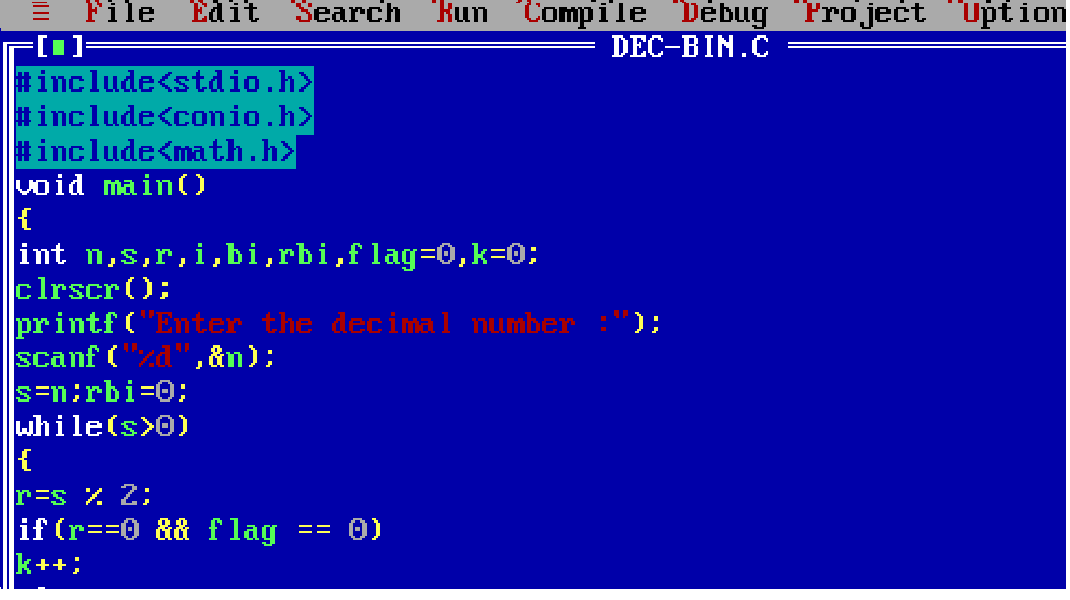 ≡ File Edit Search Run Compile Debug Project Option
[■] DEC-BIN.C
#include<stdio.h>
#include<conio.h>
#include<math.h>
void main()
{
int n,s,r,i,bi,rbi,flag=0,k=0;
clrscr();
printf("Enter the decimal number :");
scanf("%d",&n);
s=n;rbi=0;
while(s>0)
{
r=s % 2;
if(r==0 && flag == 0)
k++;